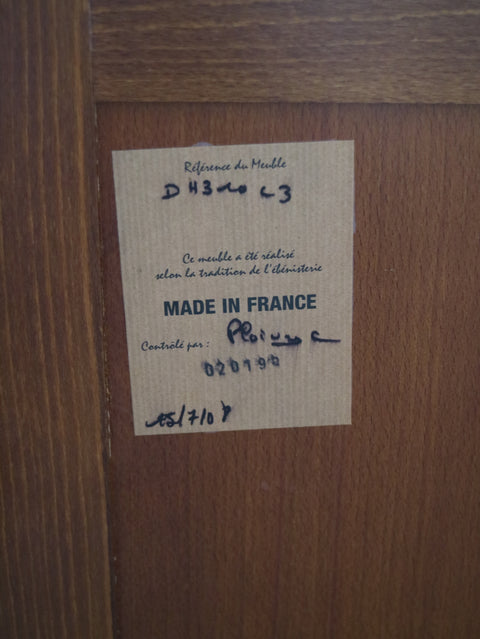 Référence du Meuble
Ce meuble a été réalisé
selon la tradition de l'ébénisterie
MADE IN FRANCE
Contrôlé par :
020190